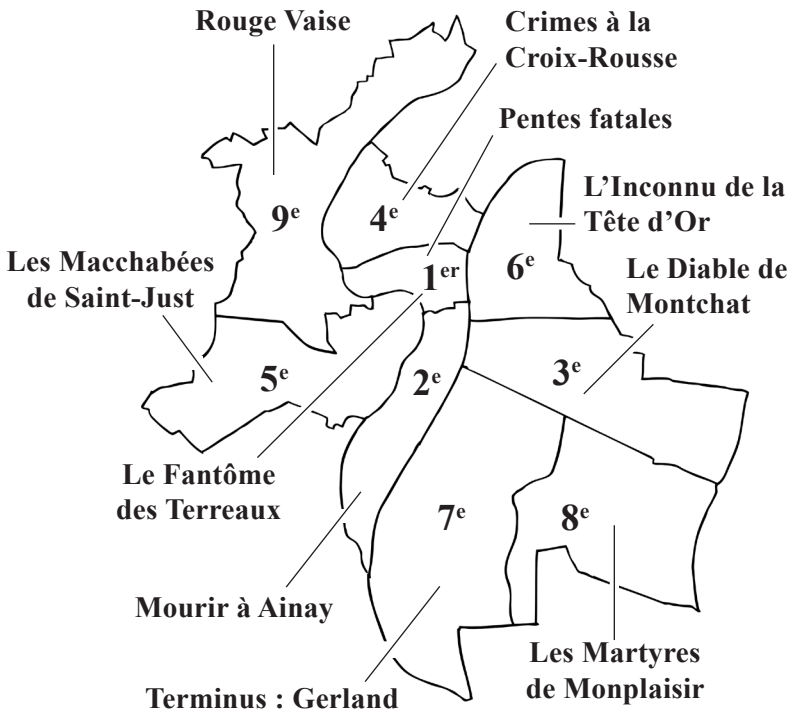 Rouge Vaise
Crimes à la
Croix-Rousse
Pentes fatales
L’Inconnu de la
Tête d’Or
9e
4e
Les Macchabées
de Saint-Just
1er
6e
Le Diable de
Montchat
5e
2e
3e
Le Fantôme
des Terreaux
7e
8e
Mourir à Ainay
Les Martyres
de Monplaisir
Terminus : Gerland